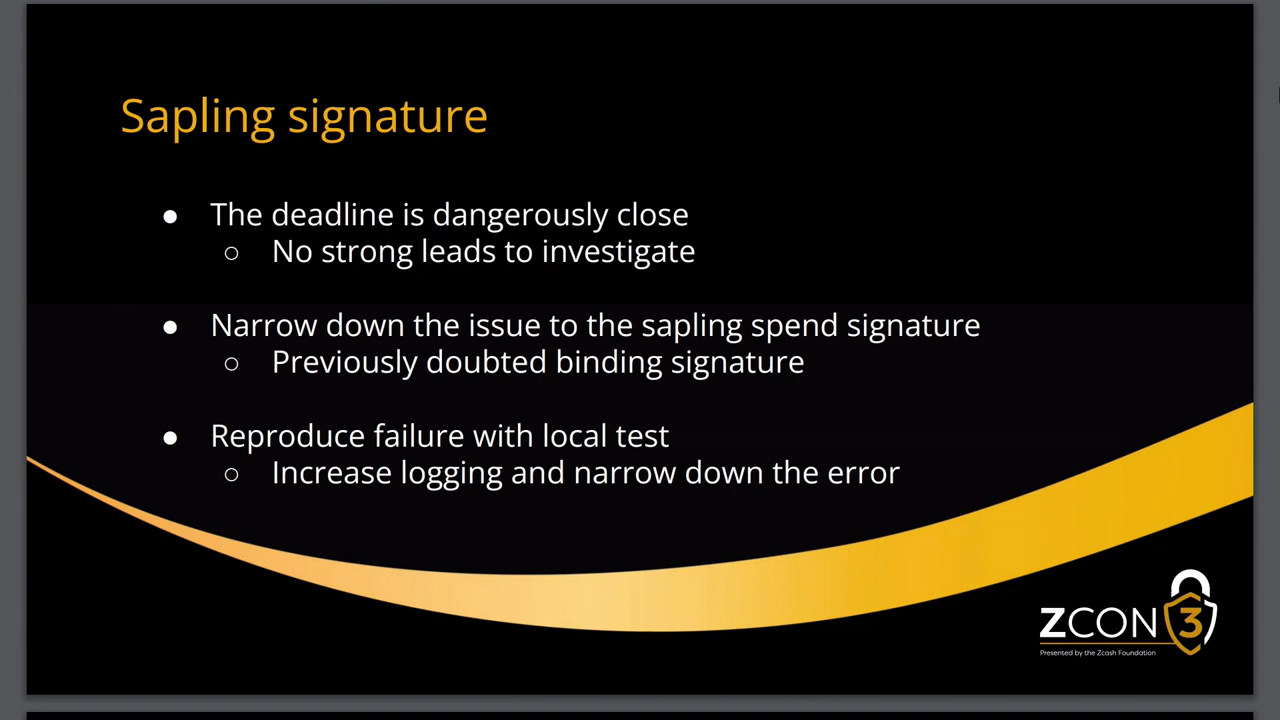 Sapling signature
● The deadline is dangerously close
○ No strong leads to investigate
● Narrow down the issue to the sapling spend signature
○ Previously doubted binding signature
● Reproduce failure with local test
○ Increase logging and narrow down the error
ZCON 3
Presented by the Zcash Foundation